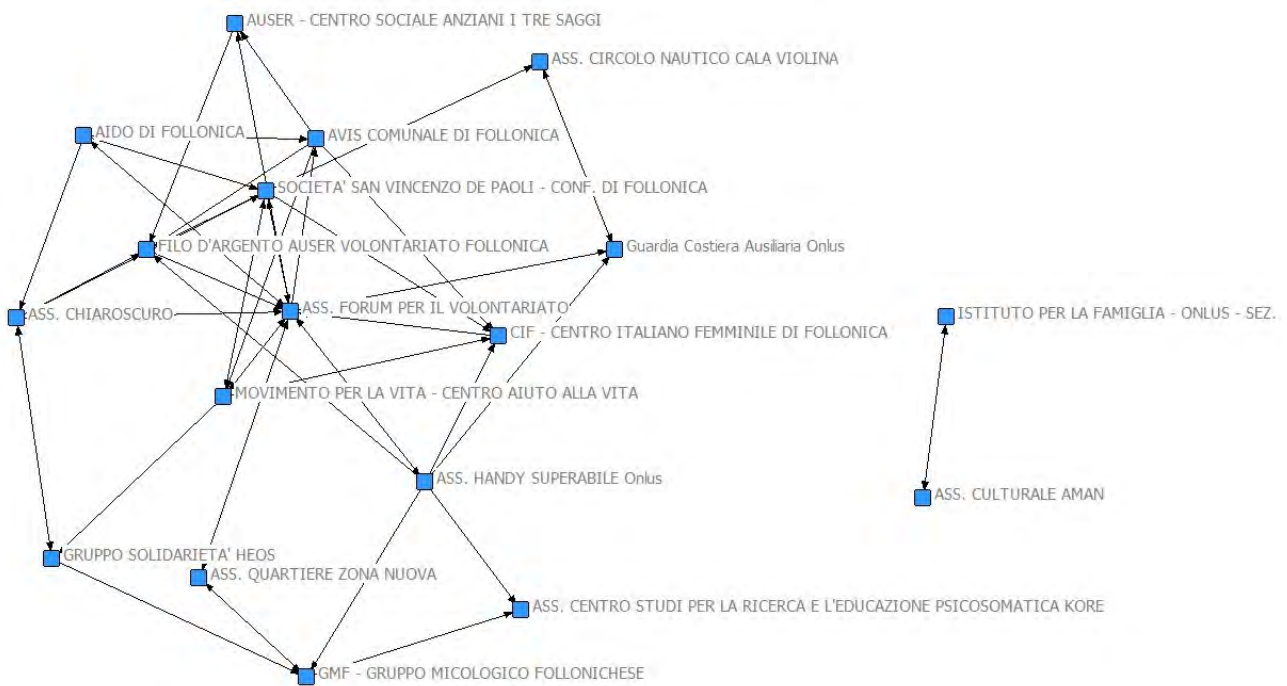 AUSER - CENTRO SOCIALE ANZIANI I TRE SAGGI
ASS. CIRCOLO NAUTICO CALA VIOLINA
AIDO DI FOLLONICA
AVIS COMUNALE DI FOLLONICA
SOCIETA' SAN VINCENZO DE PAOLI - CONF. DI FOLLONICA
FILO D'ARGENTO AUSER VOLONTARIATO FOLLONICA
Guardia Costiera Ausiliaria Onlus
ASS. CHIAROSCURO
ASS. FORUM PER IL VOLONTARIATO
ISTITUTO PER LA FAMIGLIA - ONLUS - SEZ.
CIF - CENTRO ITALIANO FEMMINILE DI FOLLONICA
MOVIMENTO PER LA VITA - CENTRO AIUTO ALLA VITA
ASS. HANDY SUPERABILE Onlus
ASS. CULTURALE AMAN
GRUPPO SOLIDARIETA' HEOS
ASS. QUARTIERE ZONA NUOVA
ASS. CENTRO STUDI PER LA RICERCA E L'EDUCAZIONE PSICOSOMATICA KORE
GMF - GRUPPO MICOLOGICO FOLLONICHESE